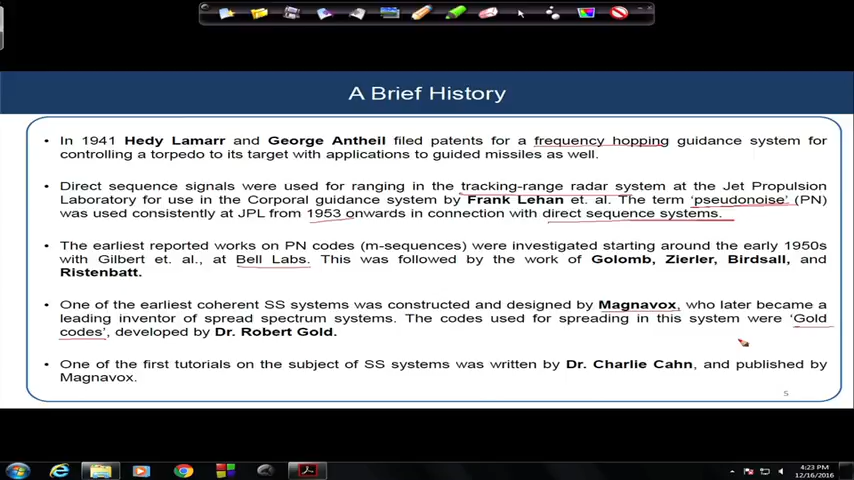 A Brief History
• In 1941 Hedy Lamarr and George Antheil filed patents for a frequency hopping guidance system for
controlling a torpedo to its target with applications to guided missiles as well.
• Direct sequence signals were used for ranging in the tracking-range radar system at the Jet Propulsion
Laboratory for use in the Corporal guidance system by Frank Lehan et. al. The term 'pseudonoise' (PN)
was used consistently at JPL from 1953 onwards in connection with direct sequence systems.
• The earliest reported works on PN codes (m-sequences) were investigated starting around the early 1950s
with Gilbert et. al., at Bell Labs. This was followed by the work of Golomb, Zierler, Birdsall, and
Ristenbatt.
• One of the earliest coherent SS systems was constructed and designed by Magnavox, who later became a
leading inventor of spread spectrum systems. The codes used for spreading in this system were 'Gold
codes', developed by Dr. Robert Gold.
• One of the first tutorials on the subject of SS systems was written by Dr. Charlie Cahn, and published by
Magnavox.
5
4:23 PM
12/16/2016